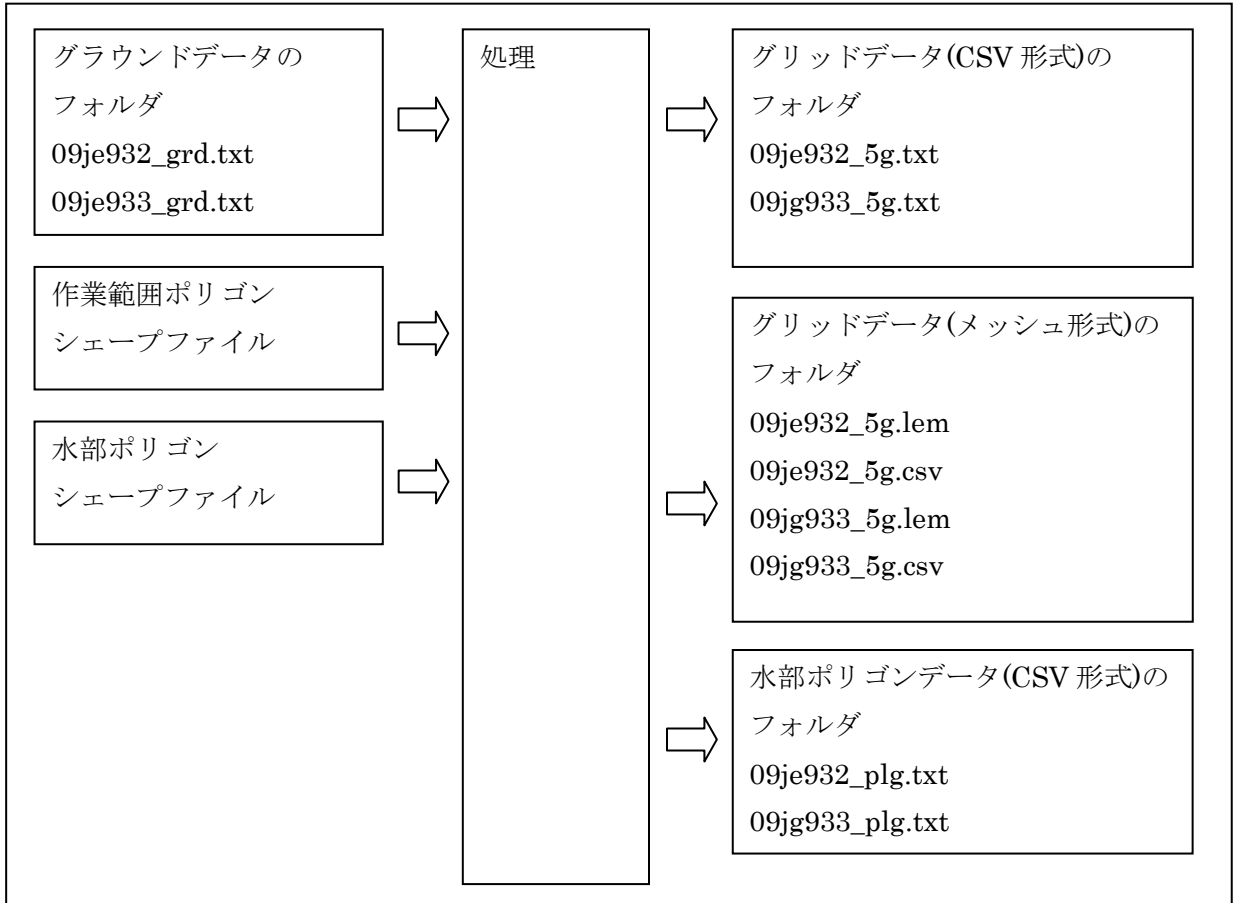 グラウンドデータの
フォルダ
09je932_grd.txt
09je933_grd.txt
作業範囲ポリゴン
シェープファイル
水部ポリゴン
シェープファイル
処理
グリッドデータ(CSV 形式)の
フォルダ
09je932_5g.txt
09jg933_5g.txt
グリッドデータ(メッシュ形式)の
フォルダ
09je932_5g.lem
09je932_5g.csv
09jg933_5g.lem
09jg933_5g.csv
水部ポリゴンデータ(CSV 形式)の
フォルダ
09je932_plg.txt
09jg933_plg.txt